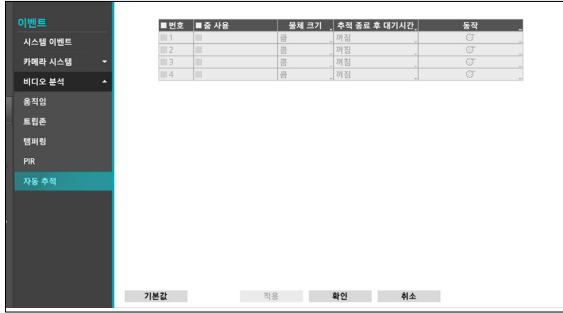 이벤트
시스템 이벤트
카메라 시스템
비디오 분석
움직임
트립존
템퍼링
PIR
자동 추적
번호 줌 사용 물체 크기 추적 종료 후 대기시간 동작
1 큼 꺼짐
2 큼 꺼짐
3 큼 꺼짐
4 큼 꺼짐
기본값 적용 확인 취소